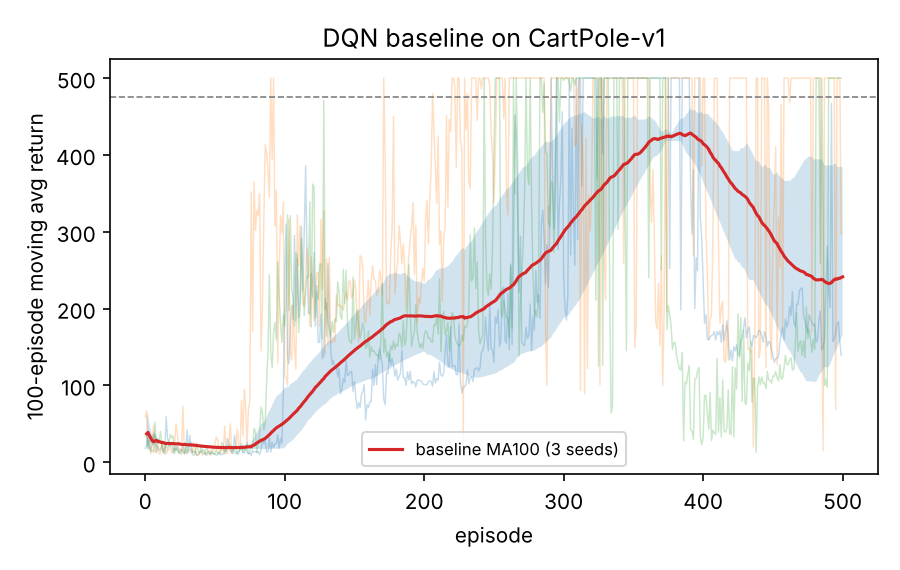 DQN baseline on CartPole-v1
500
400
300
200
100
0
100-episode moving avg return
baseline MA100 (3 seeds)
0 100 200 300 400 500
episode